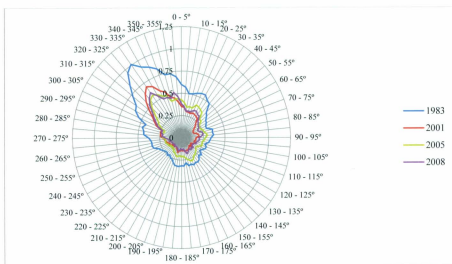 0 - 5°
10 - 15°
20 - 25°
30 - 35°
40 - 45°
50 - 55°
60 - 65°
70 - 75°
80 - 85°
90 - 95°
100 - 105°
110 - 115°
120 - 125°
130 - 135°
140 - 145°
150 - 155°
160 - 165°
170 - 175°
180 - 185°
190 - 195°
200 - 205°
210 - 215°
220 - 225°
230 - 235°
240 - 245°
250 - 255°
260 - 265°
270 - 275°
280 - 285°
290 - 295°
300 - 305°
310 - 315°
320 - 325°
330 - 335°
340 - 345°
350 - 355°
1,25
1
0,75
0,5
0,25
0
1983
2001
2005
2008